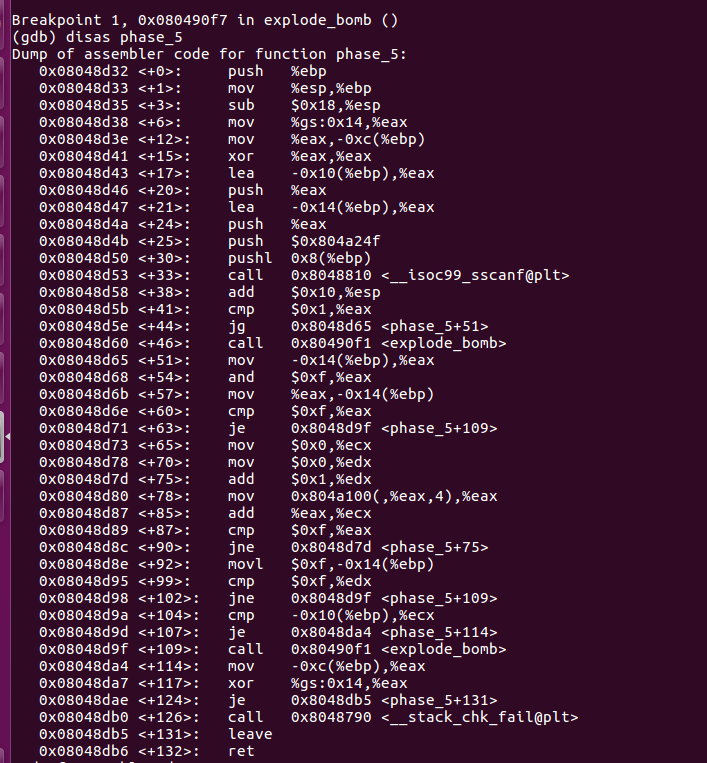 Breakpoint 1, 0x080490f7 in explode_bomb ()
(gdb) disas phase_5
Dump of assembler code for function phase_5:
   0x08048d32 <+0>:     push   %ebp
   0x08048d33 <+1>:     mov    %esp,%ebp
   0x08048d35 <+3>:     sub    $0x18,%esp
   0x08048d38 <+6>:     mov    %gs:0x14,%eax
   0x08048d3e <+12>:    mov    %eax,-0xc(%ebp)
   0x08048d41 <+15>:    xor    %eax,%eax
   0x08048d43 <+17>:    lea    -0x10(%ebp),%eax
   0x08048d46 <+20>:    push   %eax
   0x08048d47 <+21>:    lea    -0x14(%ebp),%eax
   0x08048d4a <+24>:    push   %eax
   0x08048d4b <+25>:    push   $0x804a24f
   0x08048d50 <+30>:    pushl  0x8(%ebp)
   0x08048d53 <+33>:    call   0x8048810 <__isoc99_sscanf@plt>
   0x08048d58 <+38>:    add    $0x10,%esp
   0x08048d5b <+41>:    cmp    $0x1,%eax
   0x08048d5e <+44>:    jg     0x8048d65 <phase_5+51>
   0x08048d60 <+46>:    call   0x80490f1 <explode_bomb>
   0x08048d65 <+51>:    mov    -0x14(%ebp),%eax
   0x08048d68 <+54>:    and    $0xf,%eax
   0x08048d6b <+57>:    mov    %eax,-0x14(%ebp)
   0x08048d6e <+60>:    cmp    $0xf,%eax
   0x08048d71 <+63>:    je     0x8048d9f <phase_5+109>
   0x08048d73 <+65>:    mov    $0x0,%ecx
   0x08048d78 <+70>:    mov    $0x0,%edx
   0x08048d7d <+75>:    add    $0x1,%edx
   0x08048d80 <+78>:    mov    0x804a100(,%eax,4),%eax
   0x08048d87 <+85>:    add    %eax,%ecx
   0x08048d89 <+87>:    cmp    $0xf,%eax
   0x08048d8c <+90>:    jne    0x8048d7d <phase_5+75>
   0x08048d8e <+92>:    movl   $0xf,-0x14(%ebp)
   0x08048d95 <+99>:    cmp    $0xf,%edx
   0x08048d98 <+102>:   jne    0x8048d9f <phase_5+109>
   0x08048d9a <+104>:   cmp    -0x10(%ebp),%ecx
   0x08048d9d <+107>:   je     0x8048da4 <phase_5+114>
   0x08048d9f <+109>:   call   0x80490f1 <explode_bomb>
   0x08048da4 <+114>:   mov    -0xc(%ebp),%eax
   0x08048da7 <+117>:   xor    %gs:0x14,%eax
   0x08048dae <+124>:   je     0x8048db5 <phase_5+131>
   0x08048db0 <+126>:   call   0x8048790 <__stack_chk_fail@plt>
   0x08048db5 <+131>:   leave
   0x08048db6 <+132>:   ret